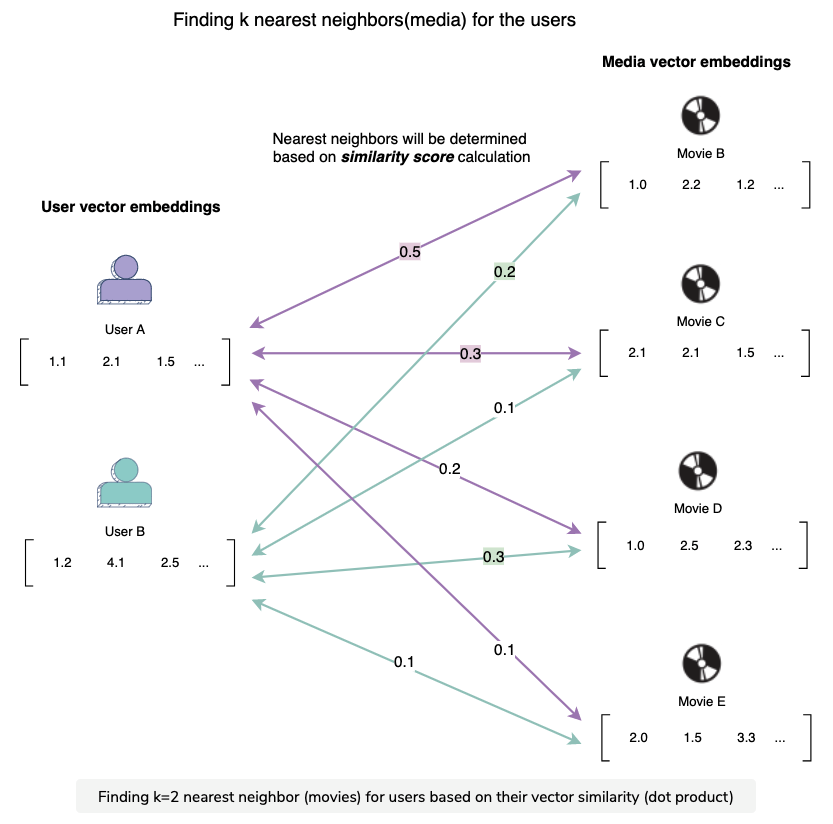 Finding k nearest neighbors(media) for the users
Media vector embeddings
Nearest neighbors will be determined
based on similarity score calculation
User vector embeddings
User A
1.1 2.1 1.5 ...
User B
1.2 4.1 2.5 ...
0.5
0.2
0.3
0.1
0.2
0.3
0.1
0.1
Movie B
1.0 2.2 1.2 ...
Movie C
2.1 2.1 1.5 ...
Movie D
1.0 2.5 2.3 ...
Movie E
2.0 1.5 3.3 ...
Finding k=2 nearest neighbor (movies) for users based on their vector similarity (dot product)